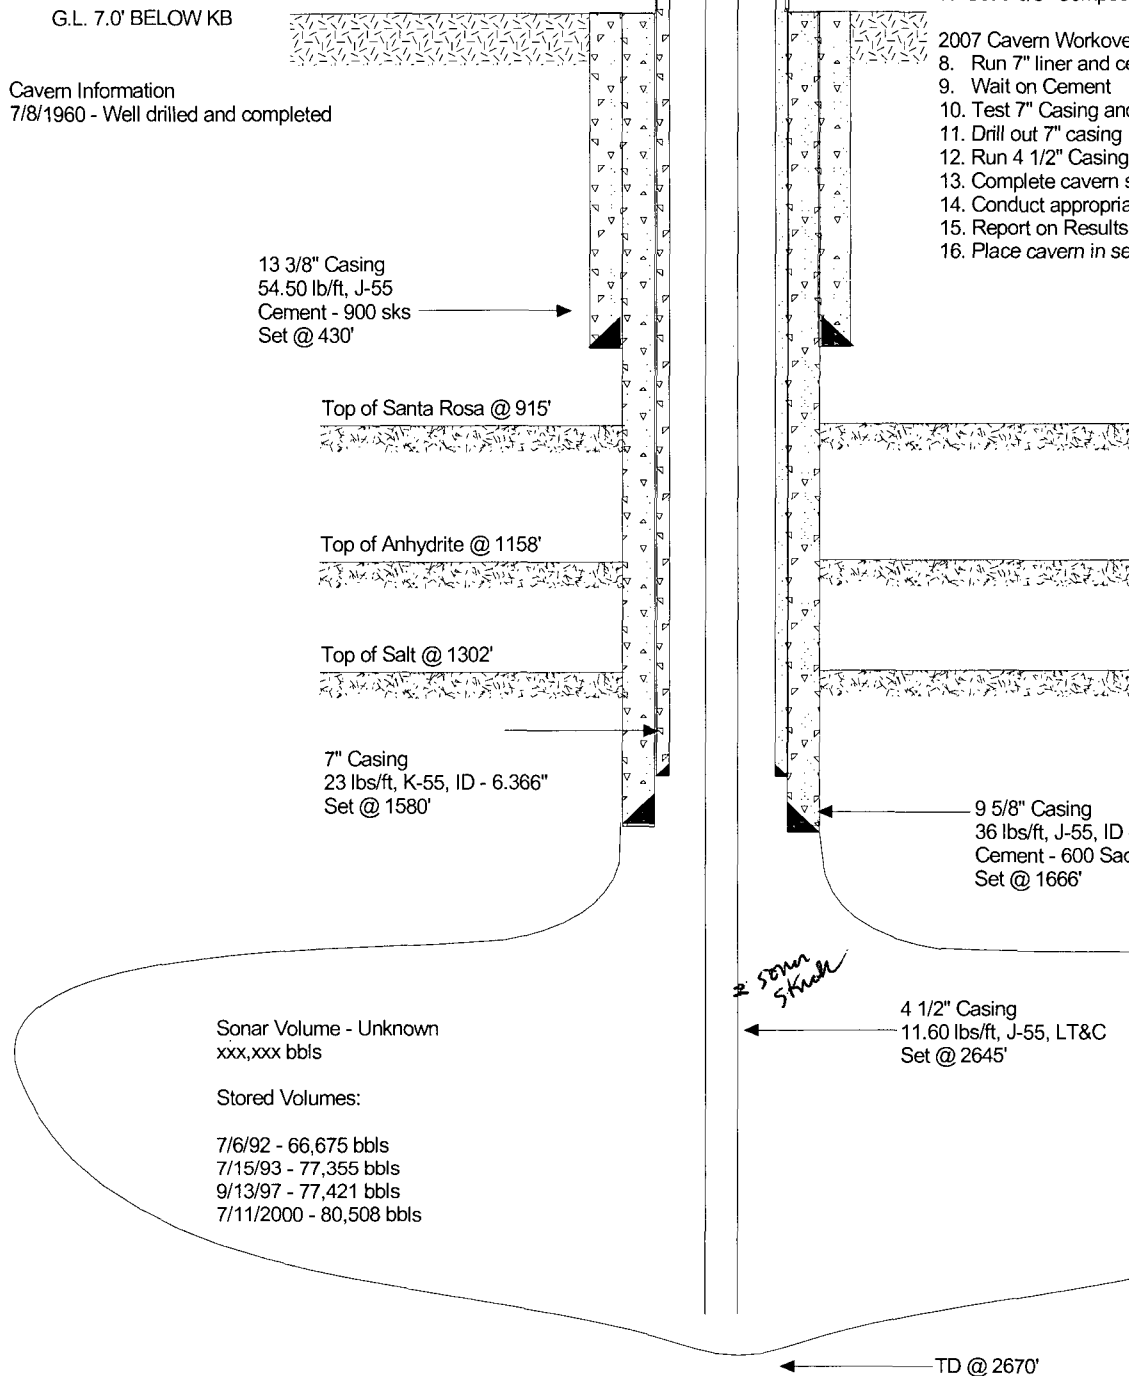 G.L. 7.0' BELOW KB
Cavern Information
7/8/1960 - Well drilled and completed
2007 Cavern Workove
8. Run 7" liner and ce
9. Wait on Cement
10. Test 7" Casing and
11. Drill out 7" casing
12. Run 4 1/2" Casing
13. Complete cavern s
14. Conduct appropria
15. Report on Results
16. Place cavern in se
13 3/8" Casing
54.50 lb/ft, J-55
Cement - 900 sks
Set @ 430'
Top of Santa Rosa @ 915'
Top of Anhydrite @ 1158'
Top of Salt @ 1302'
7" Casing
23 lbs/ft, K-55, ID - 6.366"
Set @ 1580'
9 5/8" Casing
36 lbs/ft, J-55, ID
Cement - 600 Sac
Set @ 1666'
4 1/2" Casing
11.60 lbs/ft, J-55, LT&C
Set @ 2645'
Sonar Volume - Unknown
xxx,xxx bbls
Stored Volumes:
7/6/92 - 66,675 bbls
7/15/93 - 77,355 bbls
9/13/97 - 77,421 bbls
7/11/2000 - 80,508 bbls
TD @ 2670'